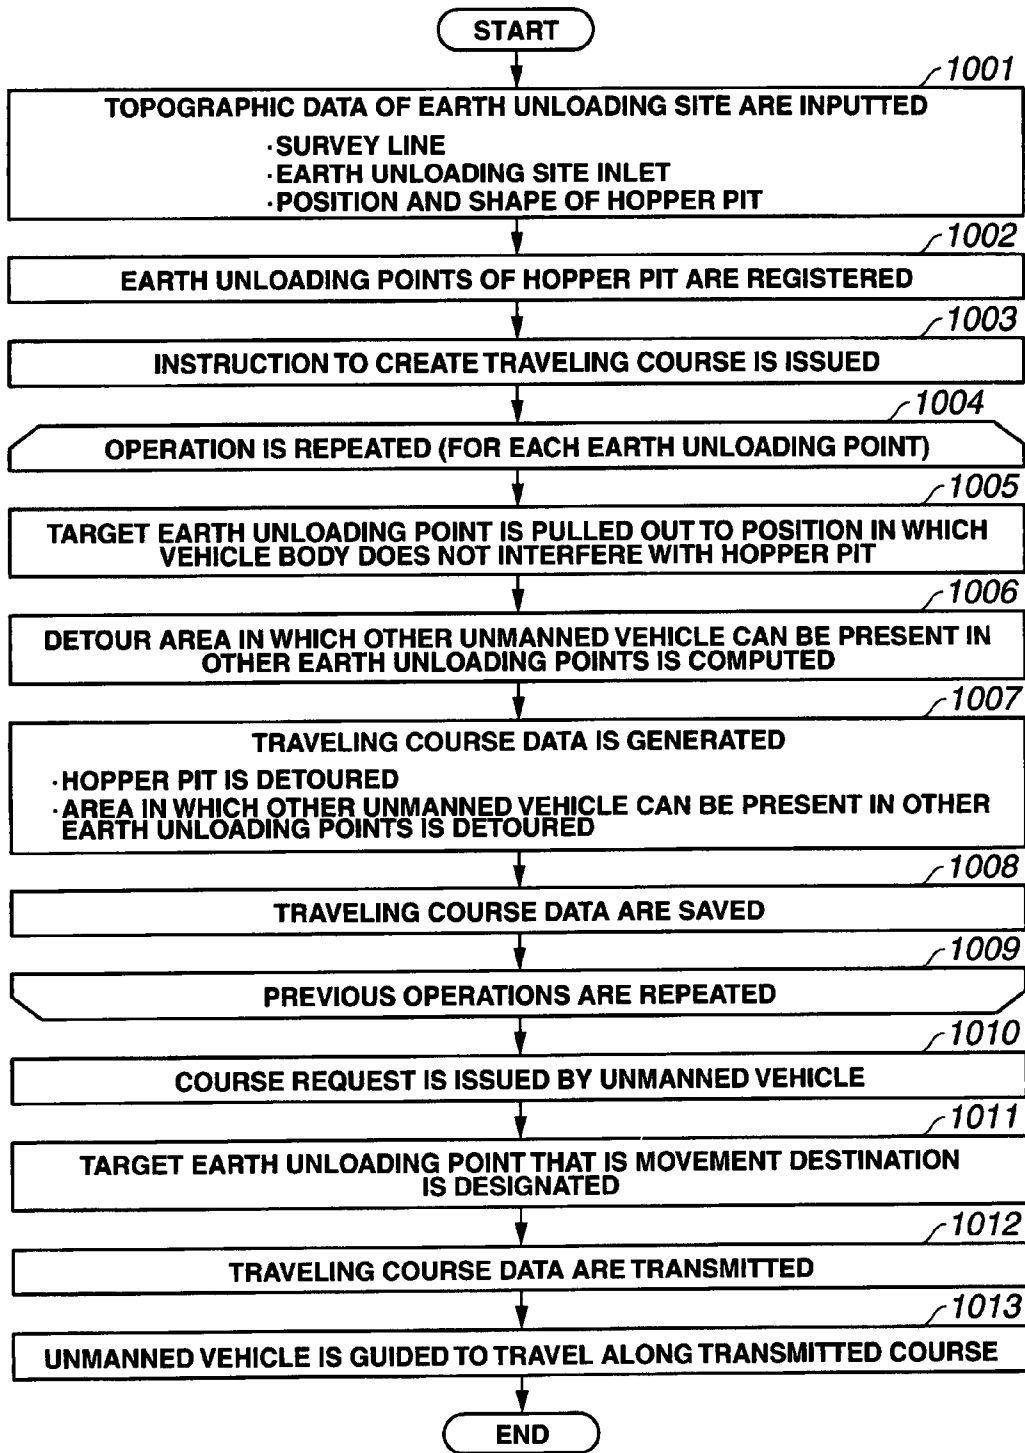 START
1001
TOPOGRAPHIC DATA OF EARTH UNLOADING SITE ARE INPUTTED
·SURVEY LINE
·EARTH UNLOADING SITE INLET
·POSITION AND SHAPE OF HOPPER PIT
1002
EARTH UNLOADING POINTS OF HOPPER PIT ARE REGISTERED
1003
INSTRUCTION TO CREATE TRAVELING COURSE IS ISSUED
1004
OPERATION IS REPEATED (FOR EACH EARTH UNLOADING POINT)
1005
TARGET EARTH UNLOADING POINT IS PULLED OUT TO POSITION IN WHICH
VEHICLE BODY DOES NOT INTERFERE WITH HOPPER PIT
1006
DETOUR AREA IN WHICH OTHER UNMANNED VEHICLE CAN BE PRESENT IN
OTHER EARTH UNLOADING POINTS IS COMPUTED
1007
TRAVELING COURSE DATA IS GENERATED
·HOPPER PIT IS DETOURED
·AREA IN WHICH OTHER UNMANNED VEHICLE CAN BE PRESENT IN OTHER
EARTH UNLOADING POINTS IS DETOURED
1008
TRAVELING COURSE DATA ARE SAVED
1009
PREVIOUS OPERATIONS ARE REPEATED
1010
COURSE REQUEST IS ISSUED BY UNMANNED VEHICLE
1011
TARGET EARTH UNLOADING POINT THAT IS MOVEMENT DESTINATION
IS DESIGNATED
1012
TRAVELING COURSE DATA ARE TRANSMITTED
1013
UNMANNED VEHICLE IS GUIDED TO TRAVEL ALONG TRANSMITTED COURSE
END